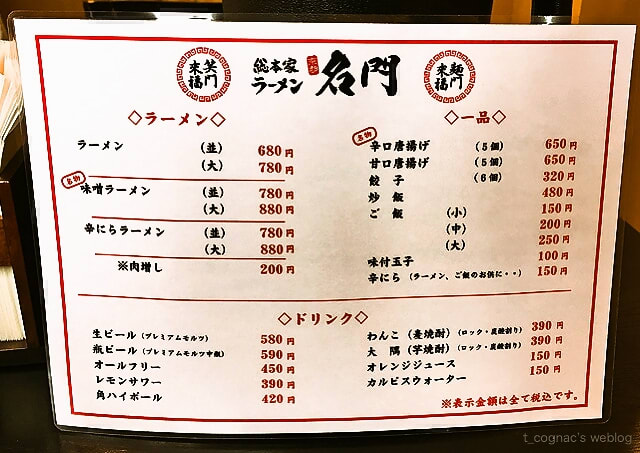 笑門
来福
総本家
ラーメン
京都
名門
麺門
来福
◇ラーメン◇
ラーメン (並) 680円
(大) 780円
名物
味噌ラーメン (並) 780円
(大) 880円
辛にらラーメン (並) 780円
(大) 880円
※肉増し 200円
◇一品◇
名物
辛口唐揚げ (5個) 650円
甘口唐揚げ (5個) 650円
餃子 (6個) 320円
炒飯 480円
ご飯 (小) 150円
(中) 200円
(大) 250円
味付玉子 100円
辛にら (ラーメン、ご飯のお供に・・) 150円
◇ドリンク◇
生ビール (プレミアムモルツ) 580円
瓶ビール (プレミアムモルツ中瓶) 590円
オールフリー 450円
レモンサワー 390円
角ハイボール 420円
わんこ (麦焼酎) (ロック・炭酸割り) 390円
大隅 (芋焼酎) (ロック・炭酸割り) 390円
オレンジジュース 150円
カルピスウォーター 150円
※表示金額は全て税込です。
t_cognac's weblog